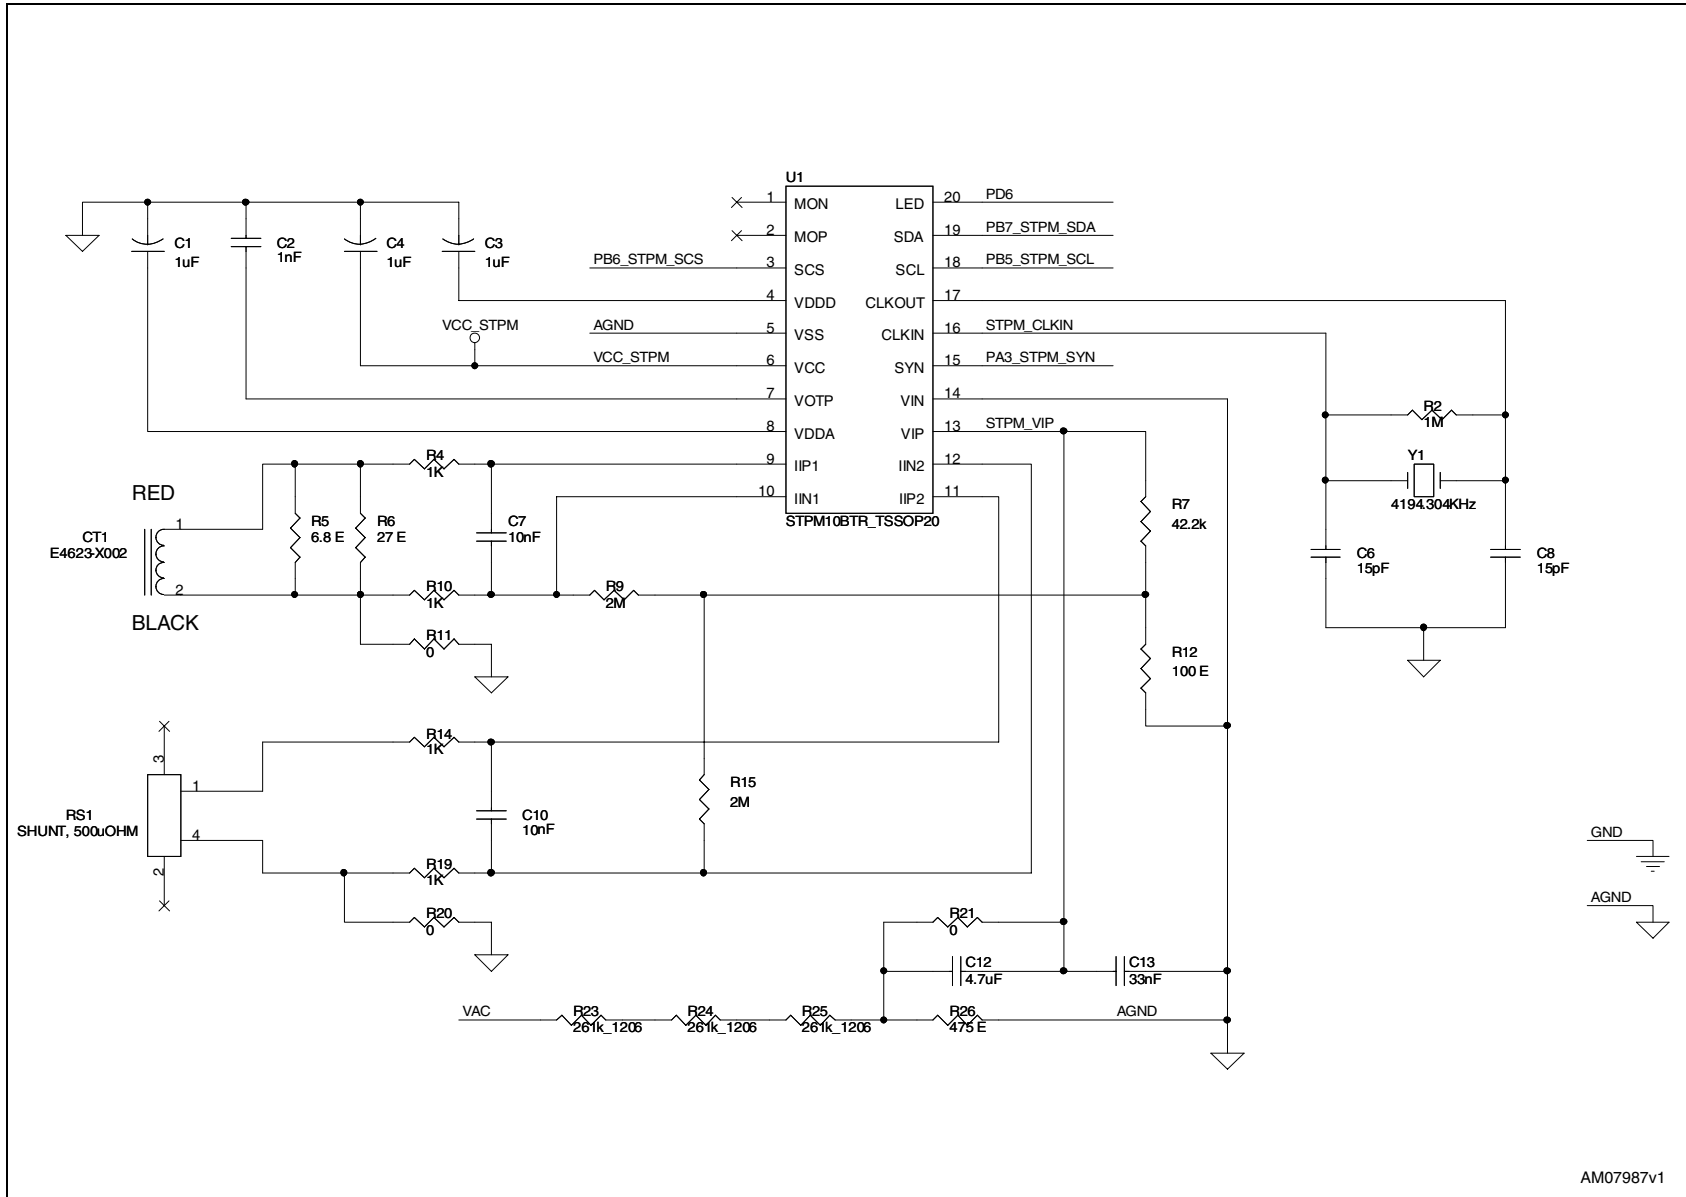 U1
1 MON LED 20 PD6
2 MOP SDA 19 PB7_STPM_SDA
PB6_STPM_SCS 3 SCS SCL 18 PB5_STPM_SCL
4 VDDD CLKOUT 17
AGND 5 VSS CLKIN 16 STPM_CLKIN
VCC_STPM
VCC_STPM 6 VCC SYN 15 PA3_STPM_SYN
7 VOTP VIN 14
8 VDDA VIP 13 STPM_VIP
9 IIP1 IIN2 12
10 IIN1 IIP2 11
STPM10BTR_TSSOP20
C1
1uF
C2
1nF
C4
1uF
C3
1uF
R4
1K
RED
1
CT1
E4623-X002
2
BLACK
R5
6.8 E
R6
27 E
C7
10nF
R10
1K
R9
2M
R11
0
R7
42.2k
R12
100 E
R2
1M
Y1
4194.304KHz
C6
15pF
C8
15pF
3
1
RS1
SHUNT, 500uOHM
4
2
R14
1K
C10
10nF
R15
2M
R19
1K
R20
0
R21
0
C12
4.7uF
C13
33nF
VAC
R23
261k_1206
R24
261k_1206
R25
261k_1206
R26
475 E
AGND
GND
AGND
AM07987v1